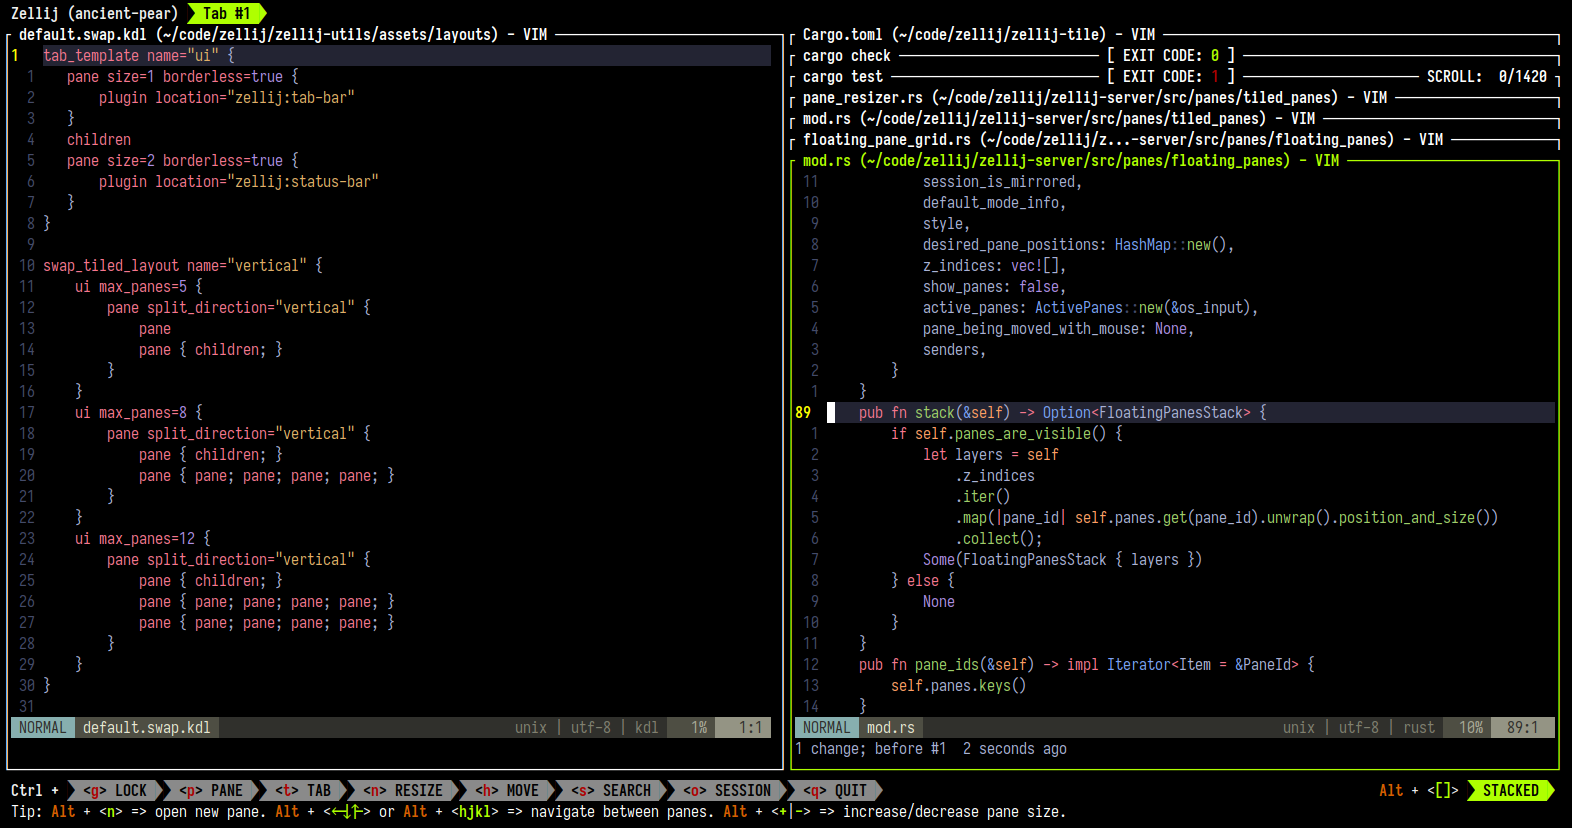 Zellij (ancient-pear) Tab #1
default.swap.kdl (~/code/zellij/zellij-utils/assets/layouts) - VIM
1 tab_template name="ui" {
1 pane size=1 borderless=true {
2 plugin location="zellij:tab-bar"
3 }
4 children
5 pane size=2 borderless=true {
6 plugin location="zellij:status-bar"
7 }
8 }
9
10 swap_tiled_layout name="vertical" {
11 ui max_panes=5 {
12 pane split_direction="vertical" {
13 pane
14 pane { children; }
15 }
16 }
17 ui max_panes=8 {
18 pane split_direction="vertical" {
19 pane { children; }
20 pane { pane; pane; pane; pane; }
21 }
22 }
23 ui max_panes=12 {
24 pane split_direction="vertical" {
25 pane { children; }
26 pane { pane; pane; pane; pane; }
27 pane { pane; pane; pane; pane; }
28 }
29 }
30 }
31
NORMAL default.swap.kdl unix | utf-8 | kdl 1% 1:1
Cargo.toml (~/code/zellij/zellij-tile) - VIM
cargo check [ EXIT CODE: 0 ]
cargo test [ EXIT CODE: 1 ] SCROLL: 0/1420
pane_resizer.rs (~/code/zellij/zellij-server/src/panes/tiled_panes) - VIM
mod.rs (~/code/zellij/zellij-server/src/panes/tiled_panes) - VIM
floating_pane_grid.rs (~/code/zellij/z...-server/src/panes/floating_panes) - VIM
mod.rs (~/code/zellij/zellij-server/src/panes/floating_panes) - VIM
11 session_is_mirrored,
10 default_mode_info,
9 style,
8 desired_pane_positions: HashMap::new(),
7 z_indices: vec![],
6 show_panes: false,
5 active_panes: ActivePanes::new(&os_input),
4 pane_being_moved_with_mouse: None,
3 senders,
2 }
1 }
89 pub fn stack(&self) -> Option<FloatingPanesStack> {
1 if self.panes_are_visible() {
2 let layers = self
3 .z_indices
4 .iter()
5 .map(|pane_id| self.panes.get(pane_id).unwrap().position_and_size())
6 .collect();
7 Some(FloatingPanesStack { layers })
8 } else {
9 None
10 }
11 }
12 pub fn pane_ids(&self) -> impl Iterator<Item = &PaneId> {
13 self.panes.keys()
14 }
NORMAL mod.rs unix | utf-8 | rust 10% 89:1
1 change; before #1 2 seconds ago
Ctrl + <g> LOCK <p> PANE <t> TAB <n> RESIZE <h> MOVE <s> SEARCH <o> SESSION <q> QUIT Alt + <[]> STACKED
Tip: Alt + <n> => open new pane. Alt + <←↓↑→> or Alt + <hjkl> => navigate between panes. Alt + <+|-> => increase/decrease pane size.